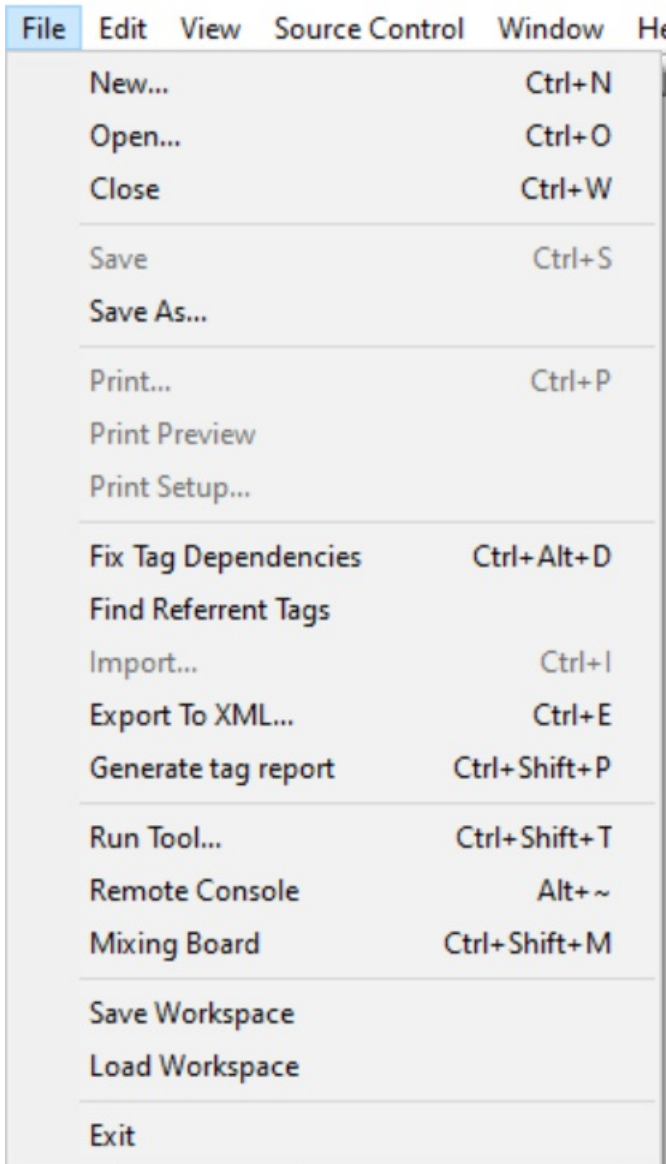 File Edit View Source Control Window He
New... Ctrl+N
Open... Ctrl+O
Close Ctrl+W
Save Ctrl+S
Save As...
Print... Ctrl+P
Print Preview
Print Setup...
Fix Tag Dependencies Ctrl+Alt+D
Find Referrent Tags
Import... Ctrl+I
Export To XML... Ctrl+E
Generate tag report Ctrl+Shift+P
Run Tool... Ctrl+Shift+T
Remote Console Alt+~
Mixing Board Ctrl+Shift+M
Save Workspace
Load Workspace
Exit